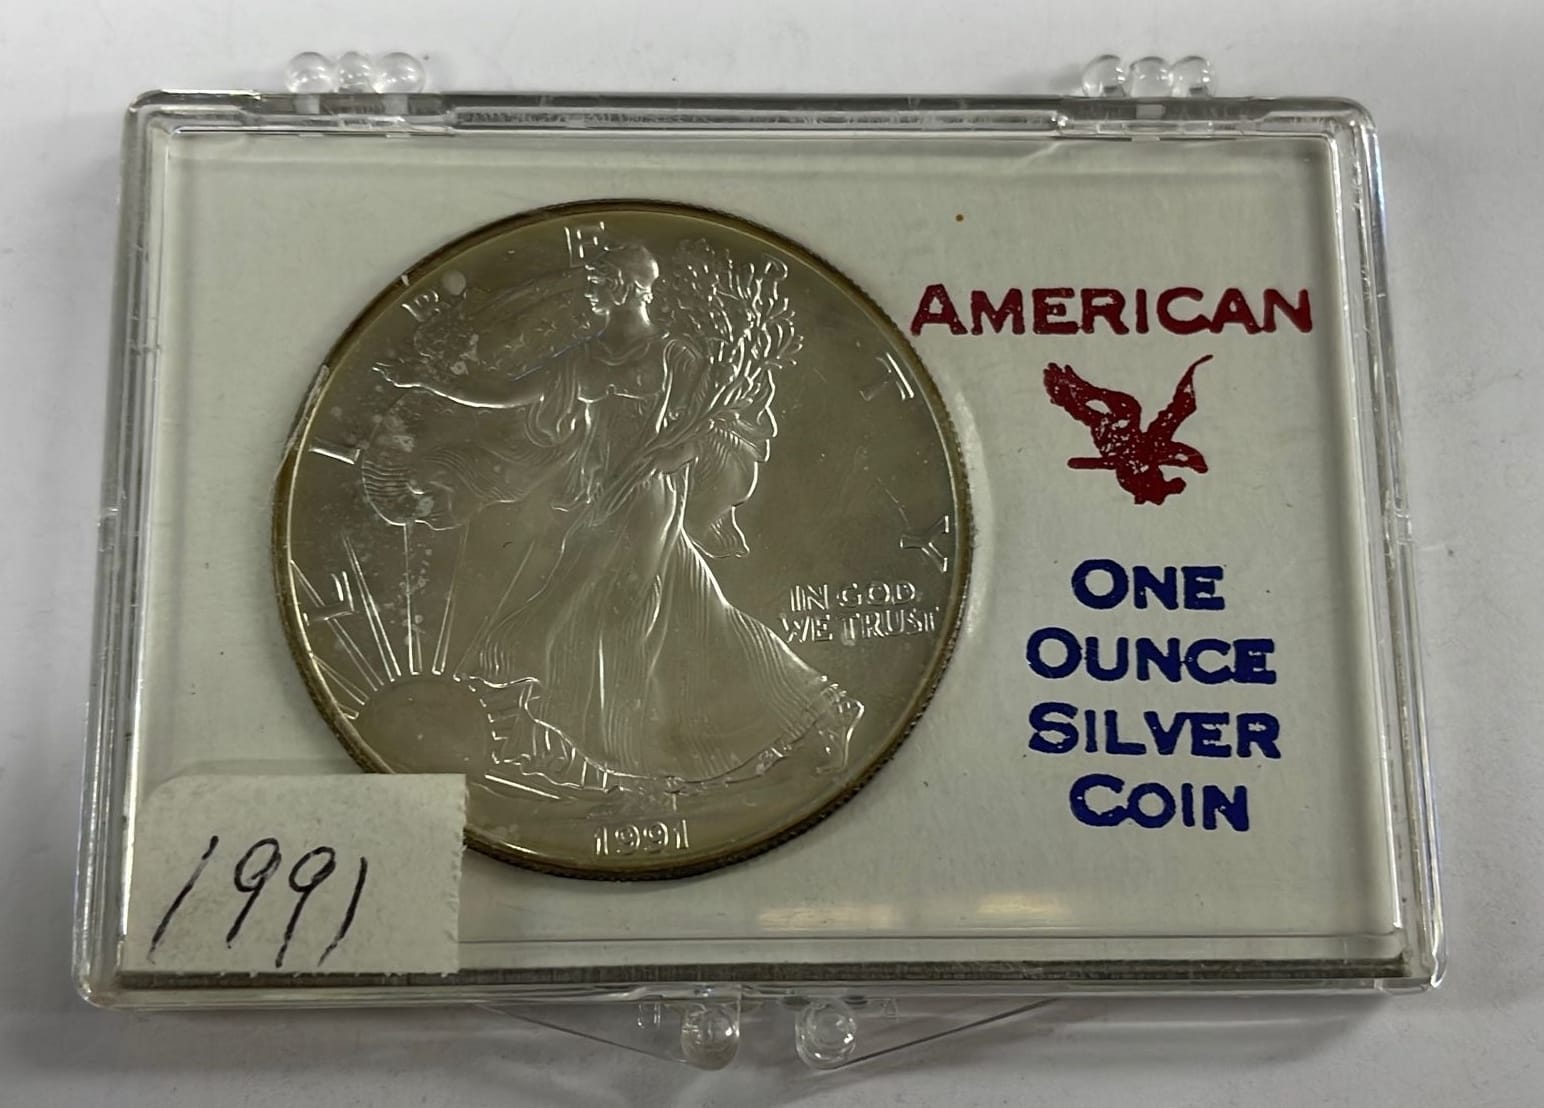 LIBERTY
IN GOD
WE TRUST
1991
AMERICAN
ONE
OUNCE
SILVER
COIN
1991